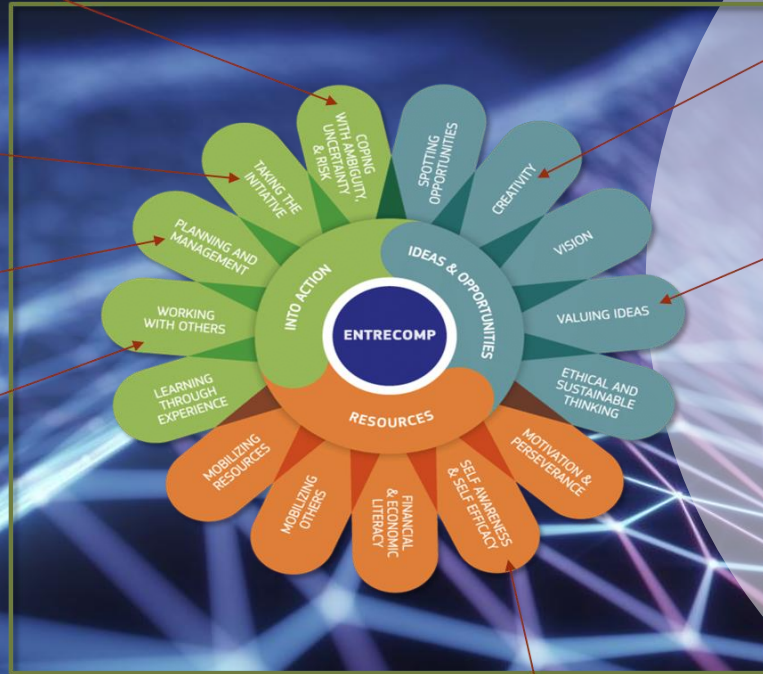 ENTRECOMP
IDEAS & OPPORTUNITIES
SPOTTING
OPPORTUNITIES
CREATIVITY
VISION
VALUING IDEAS
ETHICAL AND
SUSTAINABLE
THINKING
RESOURCES
MOTIVATION &
PERSEVERANCE
SELF AWARENESS
& SELF EFFICACY
FINANCIAL
& ECONOMIC
LITERACY
MOBILIZING
OTHERS
MOBILIZING
RESOURCES
INTO ACTION
LEARNING
THROUGH
EXPERIENCE
WORKING
WITH OTHERS
PLANNING AND
MANAGEMENT
TAKING THE
INITIATIVE
COPING
WITH AMBIGUITY,
UNCERTAINTY
& RISK